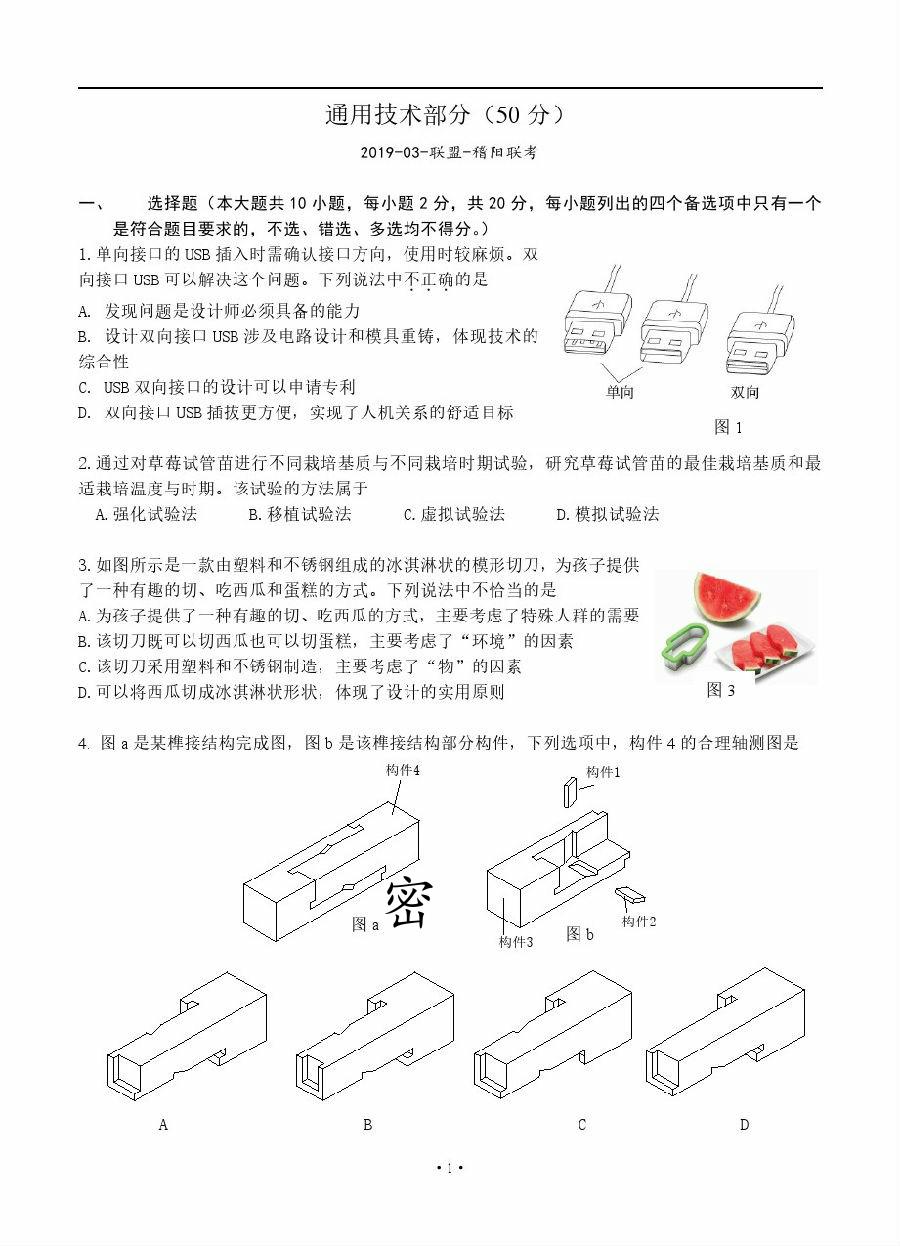 通用技术部分（50 分）
2019-03-联盟-稽阳联考
一、 选择题（本大题共 10 小题，每小题 2 分，共 20 分，每小题列出的四个备选项中只有一个
是符合题目要求的，不选、错选、多选均不得分。）
1.单向接口的 USB 插入时需确认接口方向，使用时较麻烦。双
向接口 USB 可以解决这个问题。下列说法中不正确的是
A. 发现问题是设计师必须具备的能力
B. 设计双向接口 USB 涉及电路设计和模具重铸，体现技术的
综合性
C. USB 双向接口的设计可以申请专利
D. 双向接口 USB 插拔更方便，实现了人机关系的舒适目标
单向
双向
图 1
2.通过对草莓试管苗进行不同栽培基质与不同栽培时期试验，研究草莓试管苗的最佳栽培基质和最
适栽培温度与时期。该试验的方法属于
A.强化试验法 B.移植试验法 C.虚拟试验法 D.模拟试验法
3.如图所示是一款由塑料和不锈钢组成的冰淇淋状的模形切刀，为孩子提供
了一种有趣的切、吃西瓜和蛋糕的方式。下列说法中不恰当的是
A.为孩子提供了一种有趣的切、吃西瓜的方式，主要考虑了特殊人群的需要
B.该切刀既可以切西瓜也可以切蛋糕，主要考虑了“环境”的因素
C.该切刀采用塑料和不锈钢制造，主要考虑了“物”的因素
D.可以将西瓜切成冰淇淋状形状，体现了设计的实用原则
图 3
4. 图 a 是某榫接结构完成图，图 b 是该榫接结构部分构件，下列选项中，构件 4 的合理轴测图是
构件4
构件1
密
图 a
构件3
图 b
构件2
A B C D
·1·